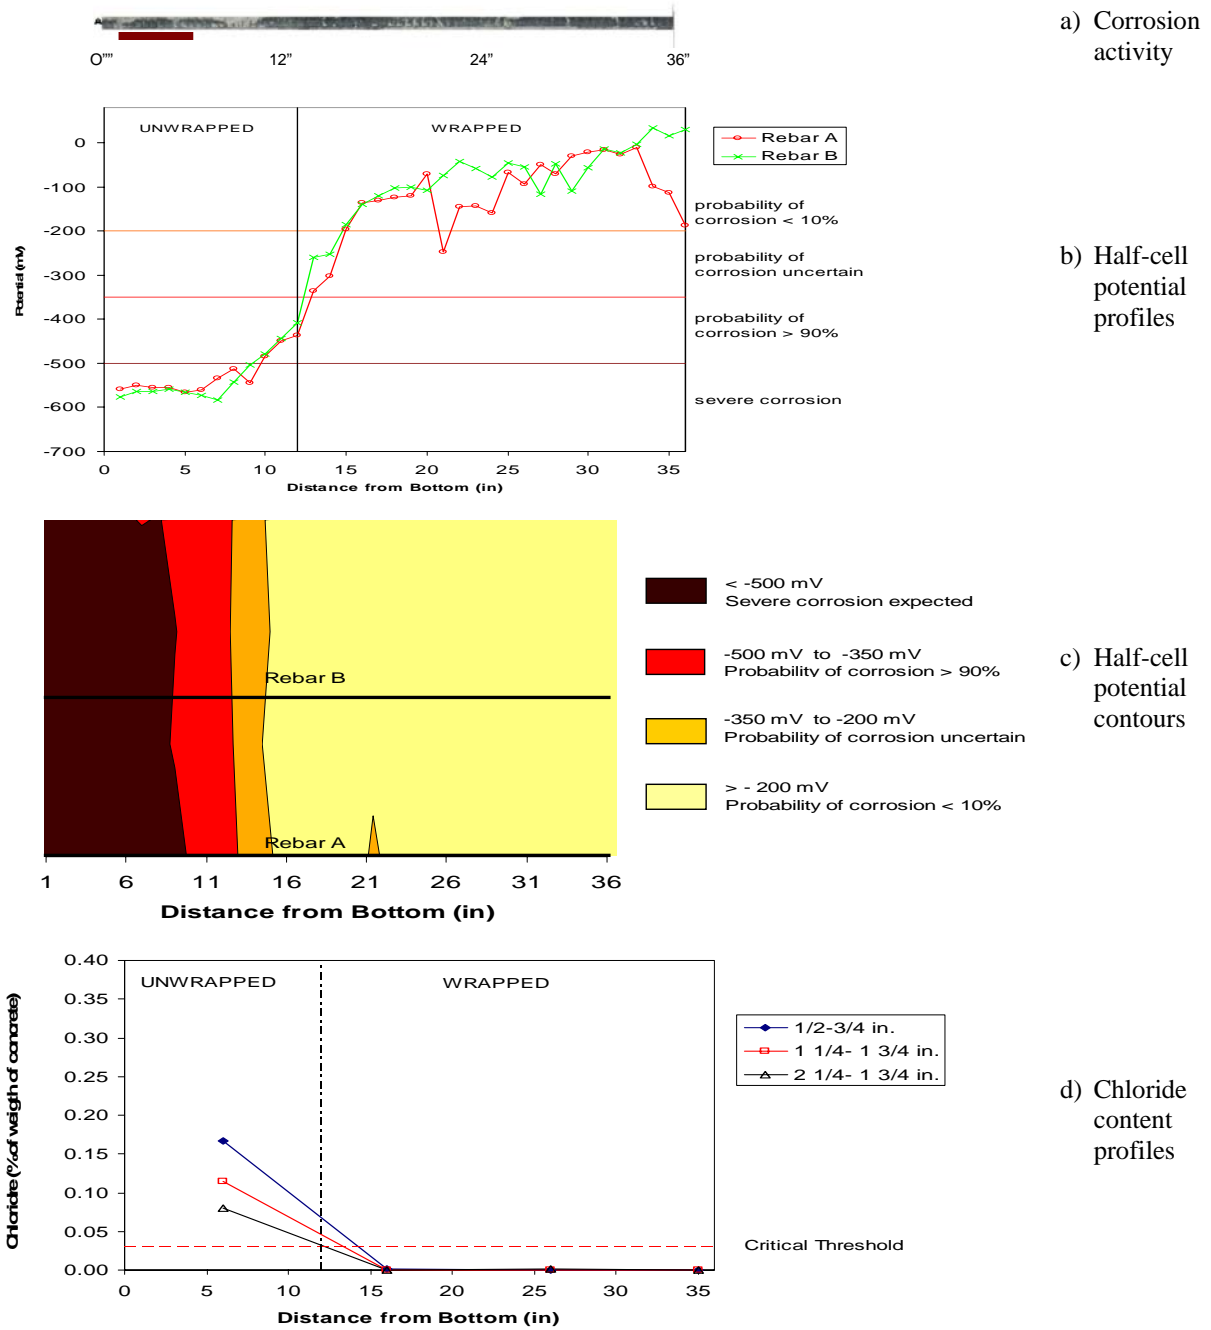 a) Corrosion
activity
A
O""" 12” 24” 36”
UNWRAPPED WRAPPED
Rebar A
Rebar B
0
-100
-200
-300
-400
-500
-600
-700
Potential (mV)
probability of
corrosion < 10%
probability of
corrosion uncertain
probability of
corrosion > 90%
severe corrosion
0 5 10 15 20 25 30 35
Distance from Bottom (in)
b) Half-cell
potential
profiles
Rebar B
Rebar A
1 6 11 16 21 26 31 36
Distance from Bottom (in)
< -500 mV
Severe corrosion expected
-500 mV to -350 mV
Probability of corrosion > 90%
-350 mV to -200 mV
Probability of corrosion uncertain
> - 200 mV
Probability of corrosion < 10%
c) Half-cell
potential
contours
UNWRAPPED WRAPPED
0.40
0.35
0.30
0.25
0.20
0.15
0.10
0.05
0.00
Chloridre (% of weigth of concrete)
1/2-3/4 in.
1 1/4- 1 3/4 in.
2 1/4- 1 3/4 in.
Critical Threshold
0 5 10 15 20 25 30 35
Distance from Bottom (in)
d) Chloride
content
profiles